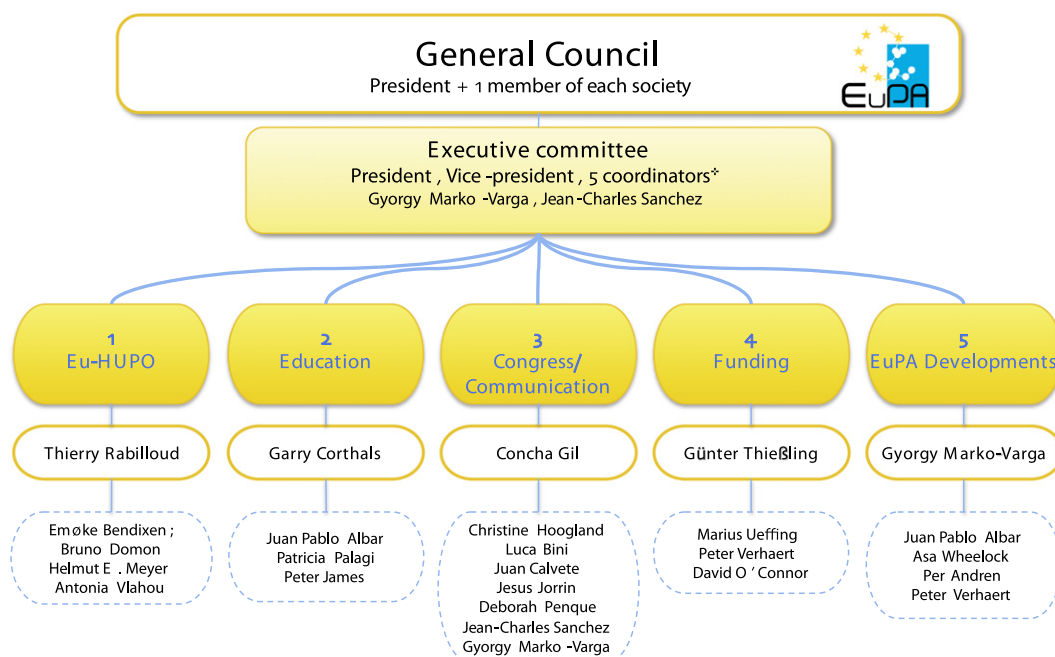 General Council
President + 1 member of each society
EuPA
Executive committee
President , Vice -president , 5 coordinators✣
Gyorgy Marko -Varga , Jean-Charles Sanchez
1
Eu-HUPO
2
Education
3
Congress/
Communication
4
Funding
5
EuPA Developments
Thierry Rabilloud
Garry Corthals
Concha Gil
Günter Thießling
Gyorgy Marko-Varga
Emøke Bendixen ;
Bruno Domon
Helmut E . Meyer
Antonia Vlahou
Juan Pablo Albar
Patricia Palagi
Peter James
Christine Hoogland
Luca Bini
Juan Calvete
Jesus Jorrin
Deborah Penque
Jean-Charles Sanchez
Gyorgy Marko -Varga
Marius Ueffing
Peter Verhaert
David O ' Connor
Juan Pablo Albar
Asa Wheelock
Per Andren
Peter Verhaert